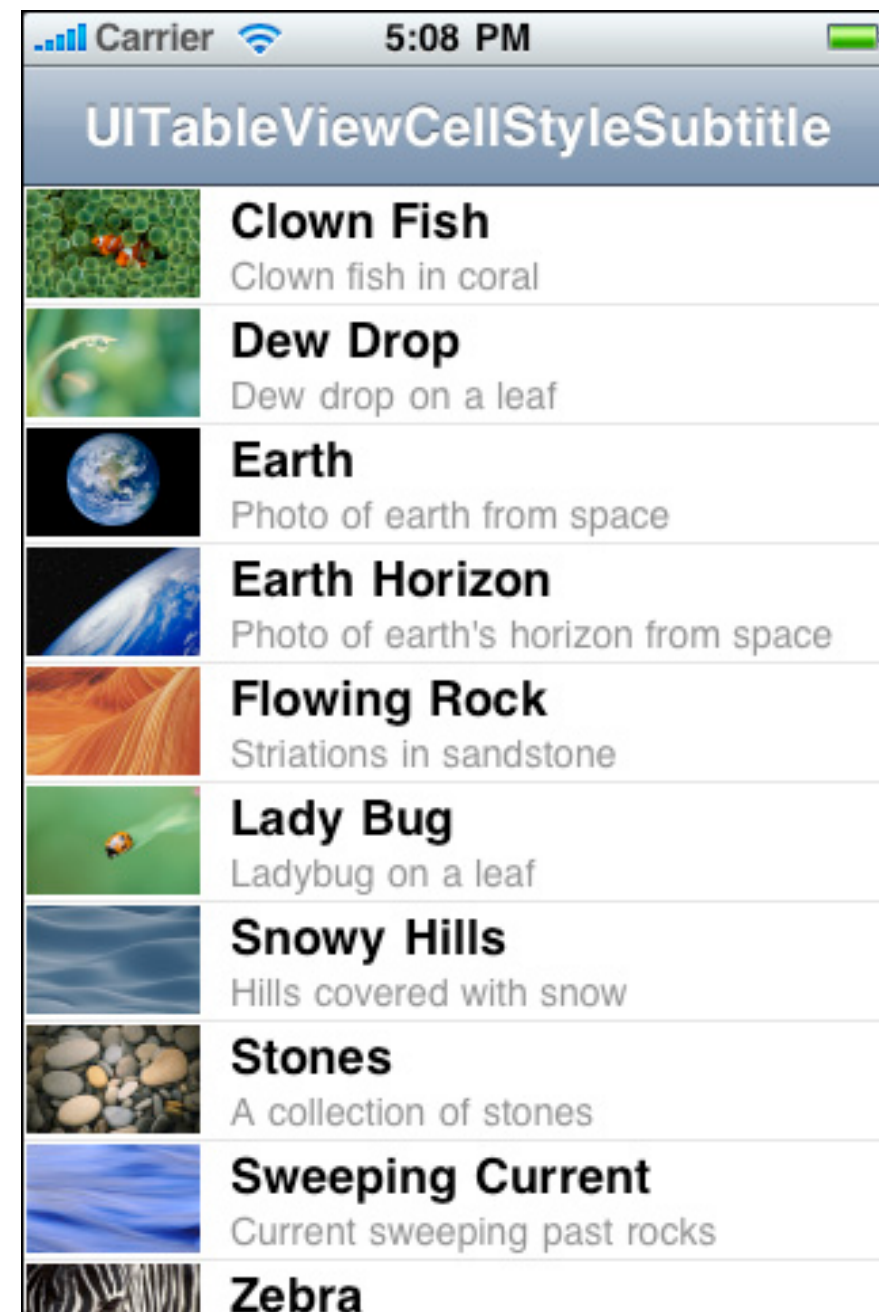 Carrier 5:08 PM
UITableViewCellStyleSubtitle
Clown Fish
Clown fish in coral
Dew Drop
Dew drop on a leaf
Earth
Photo of earth from space
Earth Horizon
Photo of earth's horizon from space
Flowing Rock
Striations in sandstone
Lady Bug
Ladybug on a leaf
Snowy Hills
Hills covered with snow
Stones
A collection of stones
Sweeping Current
Current sweeping past rocks
Zebra